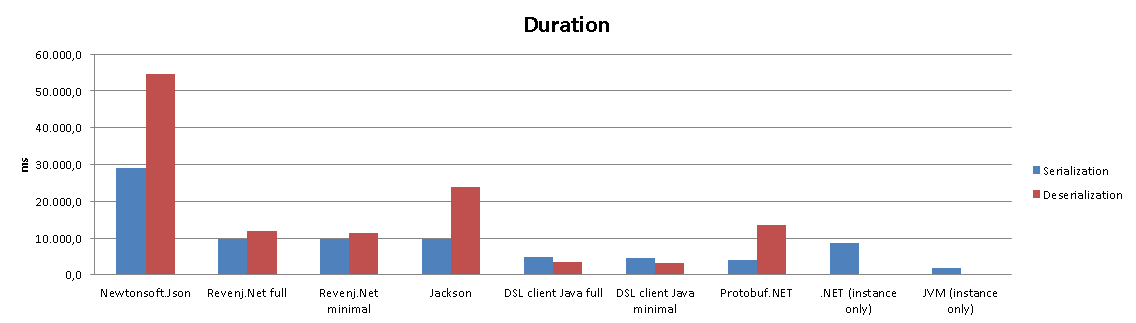 Duration
60.000,0
50.000,0
40.000,0
30.000,0
20.000,0
10.000,0
0,0
ms
Newtonsoft.Json
Revenj.Net full
Revenj.Net
minimal
Jackson
DSL client Java full
DSL client Java
minimal
Protobuf.NET
.NET (instance
only)
JVM (instance
only)
Serialization
Deserialization